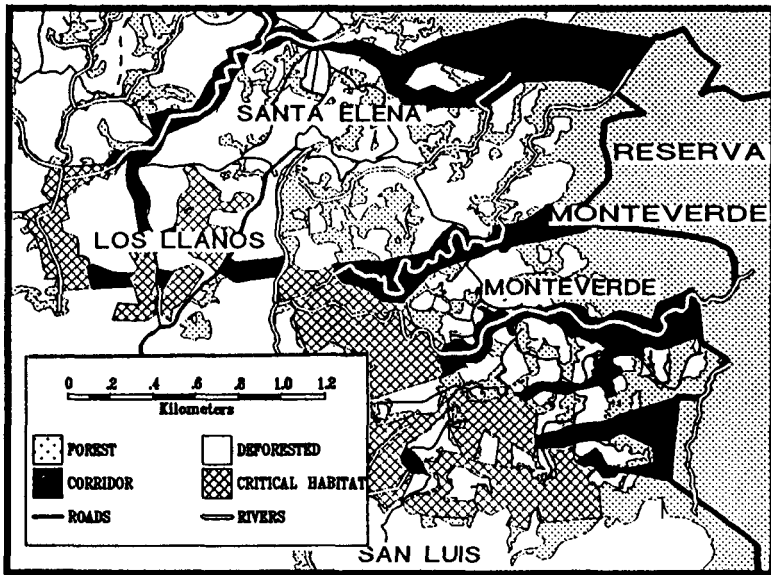 SANTA ELENA
RESERVA
MONTEVERDE
LOS LLANOS
MONTEVERDE
0 .2 .4 .6 .8 1.0 1.2
Kilometers
FOREST DEFORESTED
CORRIDOR CRITICAL HABITAT
ROADS RIVERS
SAN LUIS